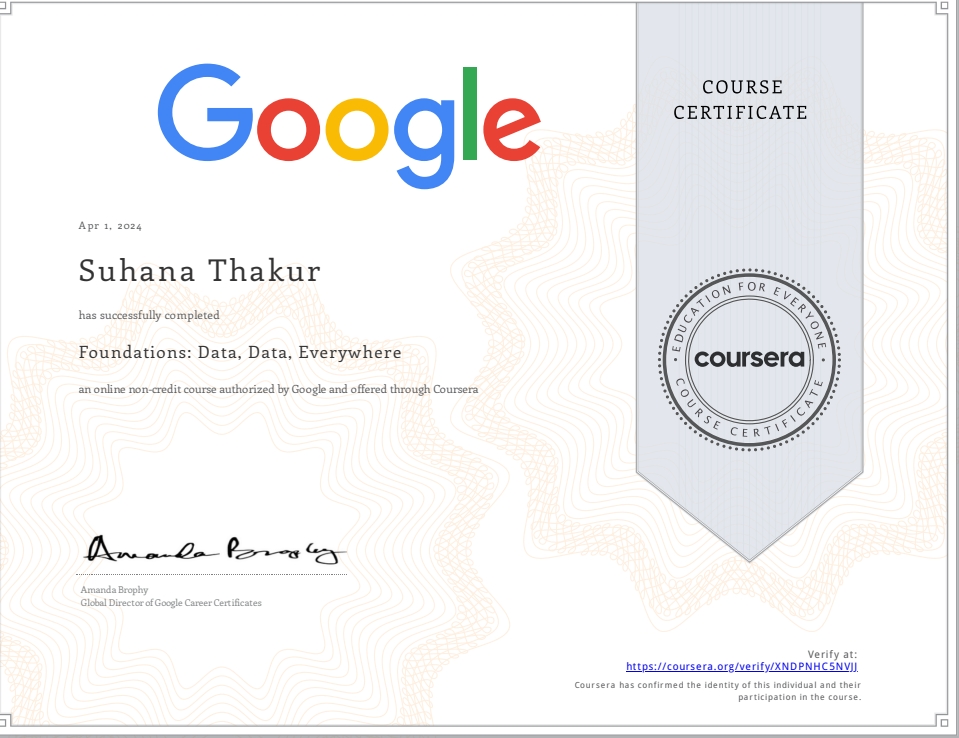 Google
COURSE
CERTIFICATE
Apr 1, 2024
Suhana Thakur
has successfully completed
Foundations: Data, Data, Everywhere
an online non-credit course authorized by Google and offered through Coursera
EDUCATION FOR EVERYONE
coursera
COURSE CERTIFICATE
Amanda Brophy
Amanda Brophy
Global Director of Google Career Certificates
Verify at:
https://coursera.org/verify/XNDPNHC5NVJJ
Coursera has confirmed the identity of this individual and their
participation in the course.